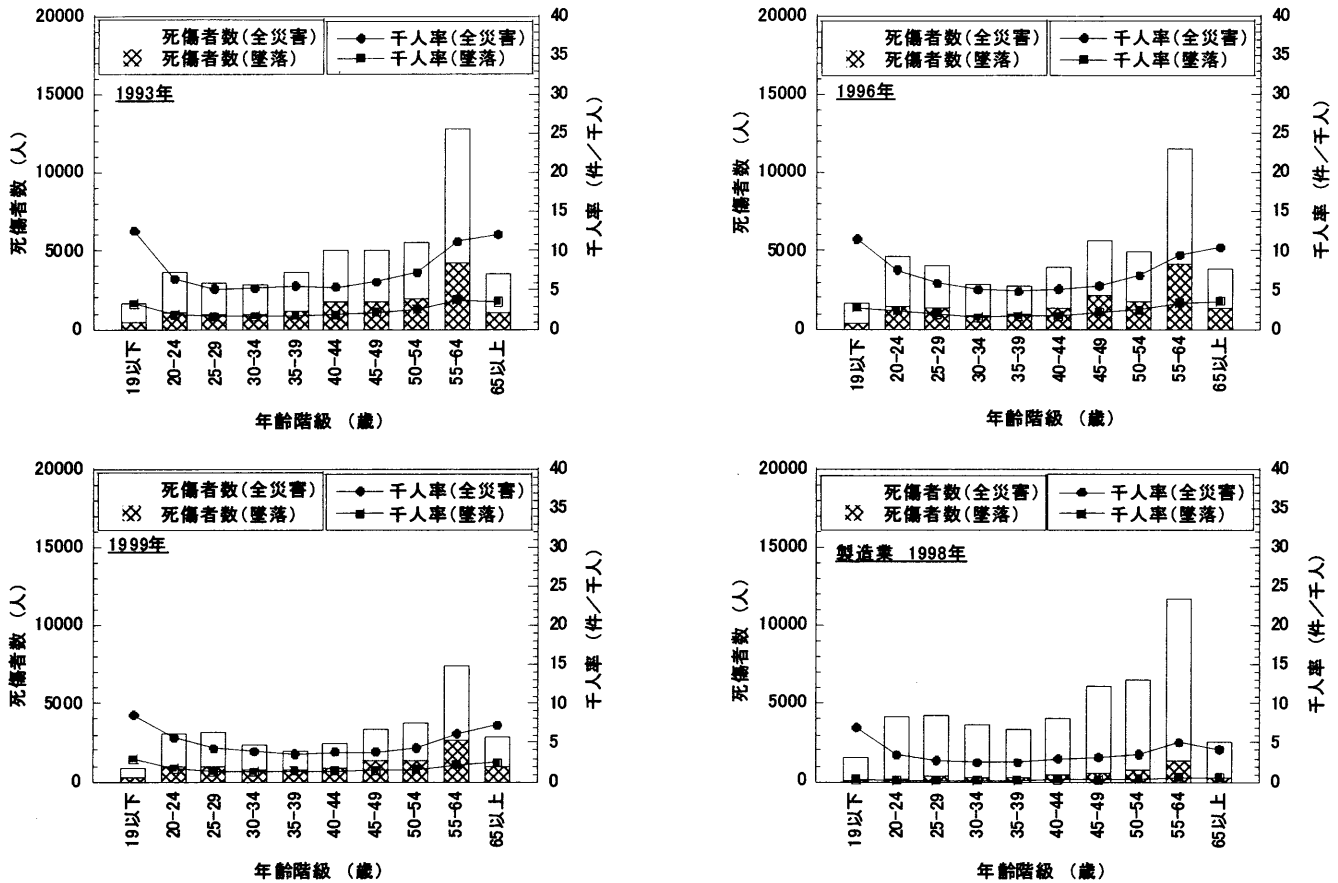 死傷者数(全災害)
死傷者数(墜落)
千人率(全災害)
千人率(墜落)
1993年
20000
15000
10000
5000
0
死傷者数 (人)
40
35
30
25
20
15
10
5
0
千人率 (件/千人)
19以下
20-24
25-29
30-34
35-39
40-44
45-49
50-54
55-64
65以上
年齢階級 (歳)
死傷者数(全災害)
死傷者数(墜落)
千人率(全災害)
千人率(墜落)
1996年
20000
15000
10000
5000
0
死傷者数 (人)
40
35
30
25
20
15
10
5
0
千人率 (件/千人)
19以下
20-24
25-29
30-34
35-39
40-44
45-49
50-54
55-64
65以上
年齢階級 (歳)
死傷者数(全災害)
死傷者数(墜落)
千人率(全災害)
千人率(墜落)
1999年
20000
15000
10000
5000
0
死傷者数 (人)
40
35
30
25
20
15
10
5
0
千人率 (件/千人)
19以下
20-24
25-29
30-34
35-39
40-44
45-49
50-54
55-64
65以上
年齢階級 (歳)
死傷者数(全災害)
死傷者数(墜落)
千人率(全災害)
千人率(墜落)
製造業 1998年
20000
15000
10000
5000
0
死傷者数 (人)
40
35
30
25
20
15
10
5
0
千人率 (件/千人)
19以下
20-24
25-29
30-34
35-39
40-44
45-49
50-54
55-64
65以上
年齢階級 (歳)